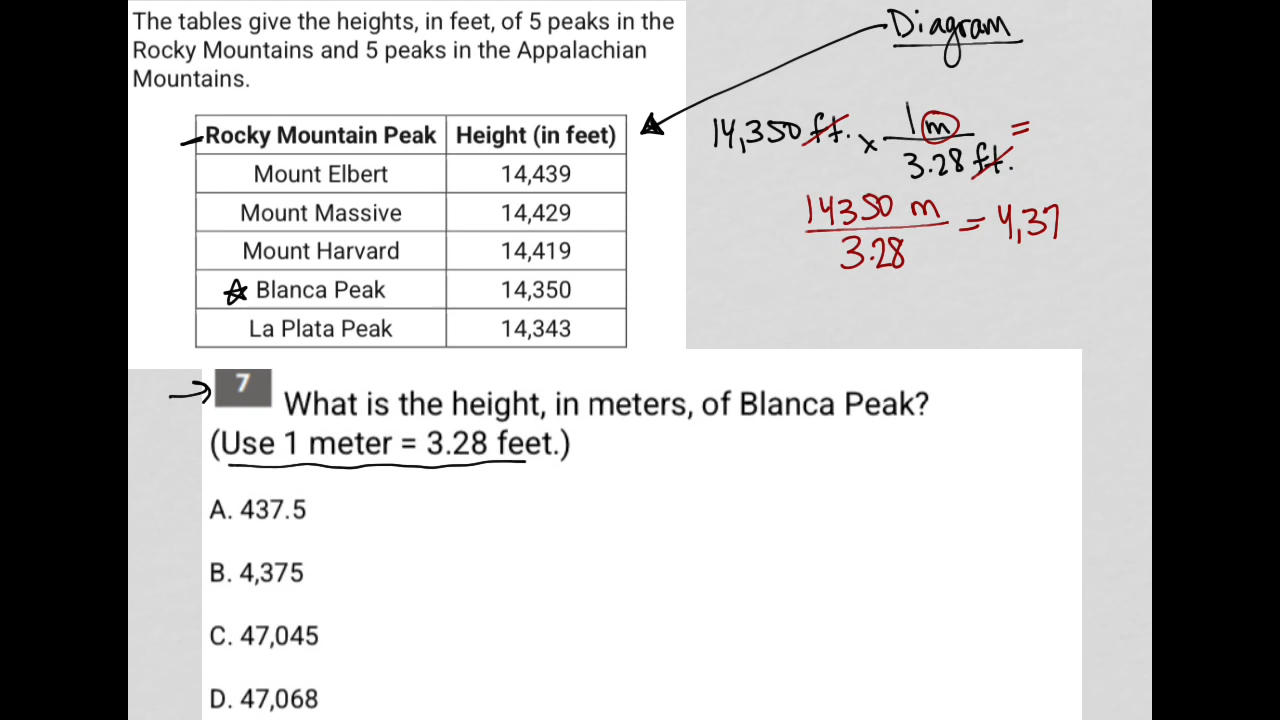 The tables give the heights, in feet, of 5 peaks in the
Rocky Mountains and 5 peaks in the Appalachian
Mountains.
Diagram
Rocky Mountain Peak Height (in feet)
Mount Elbert 14,439
Mount Massive 14,429
Mount Harvard 14,419
Blanca Peak 14,350
La Plata Peak 14,343
14,350 ft. x 1 m / 3.28 ft. =
14350 m / 3.28 = 4,37
7
What is the height, in meters, of Blanca Peak?
(Use 1 meter = 3.28 feet.)
A. 437.5
B. 4,375
C. 47,045
D. 47,068